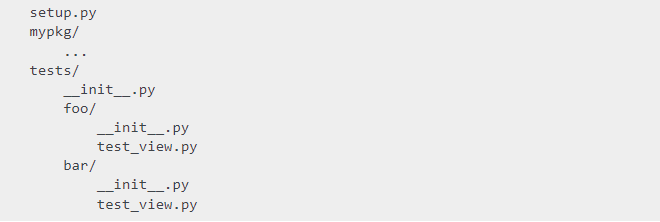 setup.py
mypkg/
    ...
tests/
    __init__.py
    foo/
        __init__.py
        test_view.py
    bar/
        __init__.py
        test_view.py